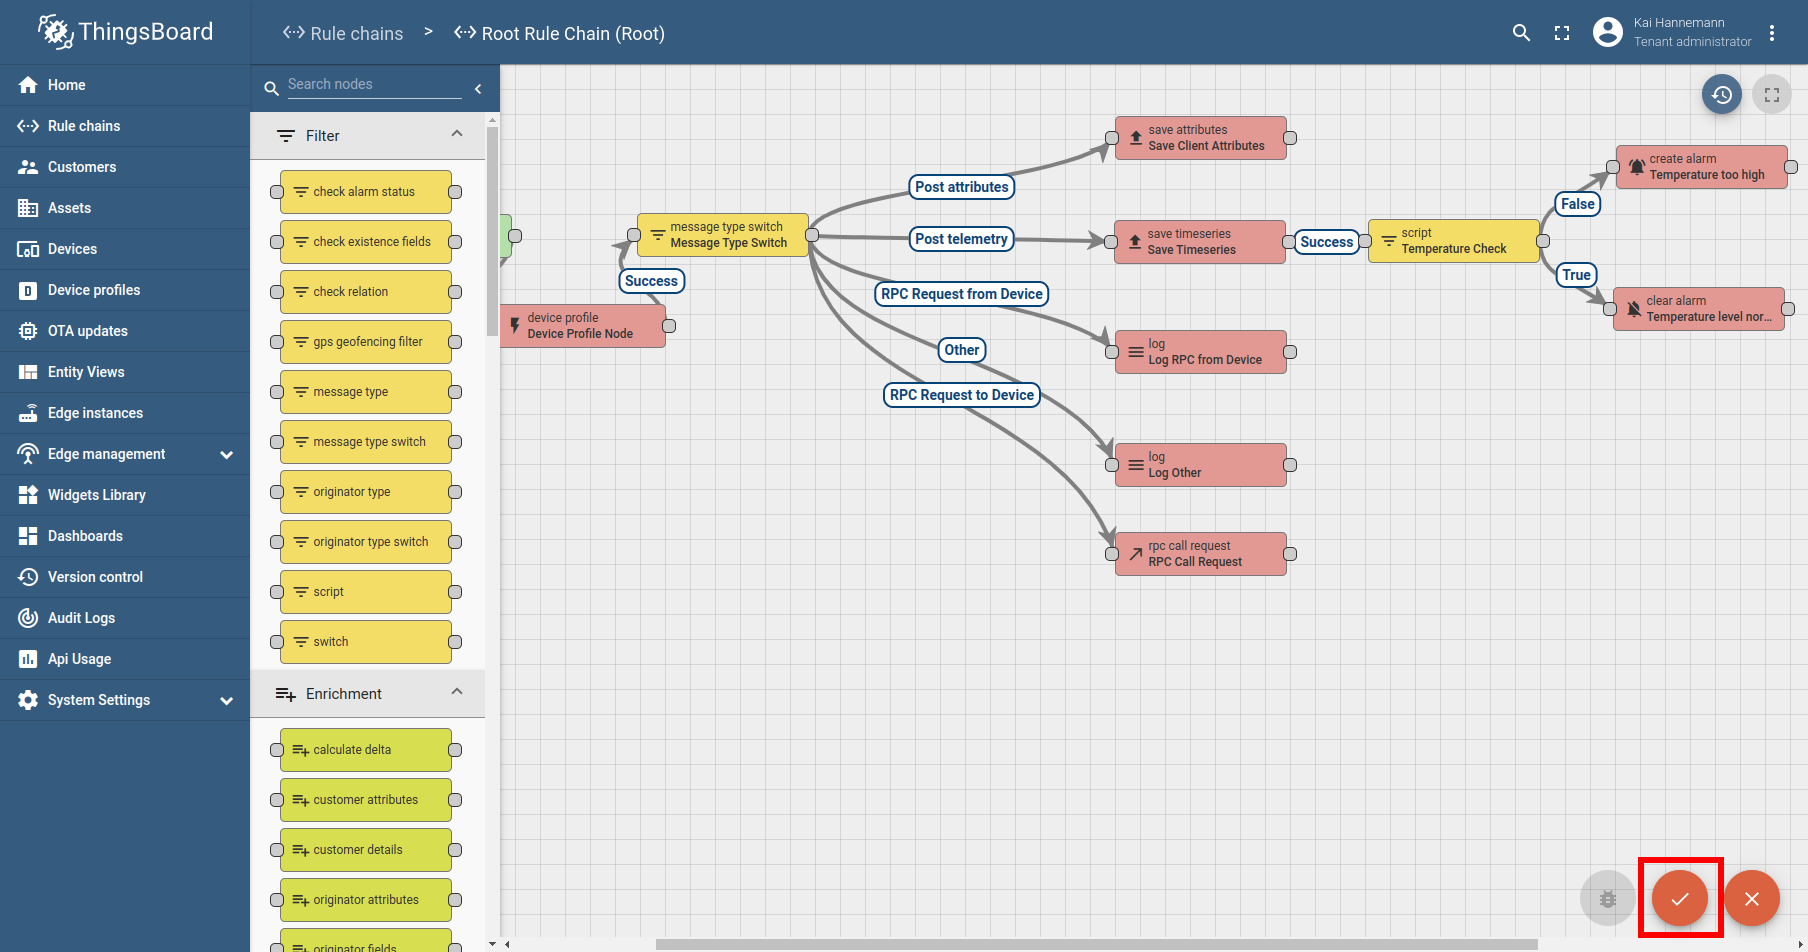 ThingsBoard
Rule chains > Root Rule Chain (Root)
Kai Hannemann
Tenant administrator
Home
Rule chains
Customers
Assets
Devices
Device profiles
OTA updates
Entity Views
Edge instances
Edge management
Widgets Library
Dashboards
Version control
Audit Logs
Api Usage
System Settings
Search nodes
Filter
check alarm status
check existence fields
check relation
gps geofencing filter
message type
message type switch
originator type
originator type switch
script
switch
Enrichment
calculate delta
customer attributes
customer details
originator attributes
originator fields
device profile
Device Profile Node
Success
message type switch
Message Type Switch
Post attributes
Post telemetry
RPC Request from Device
Other
RPC Request to Device
save attributes
Save Client Attributes
save timeseries
Save Timeseries
log
Log RPC from Device
log
Log Other
rpc call request
RPC Call Request
Success
script
Temperature Check
False
True
create alarm
Temperature too high
clear alarm
Temperature level nor...